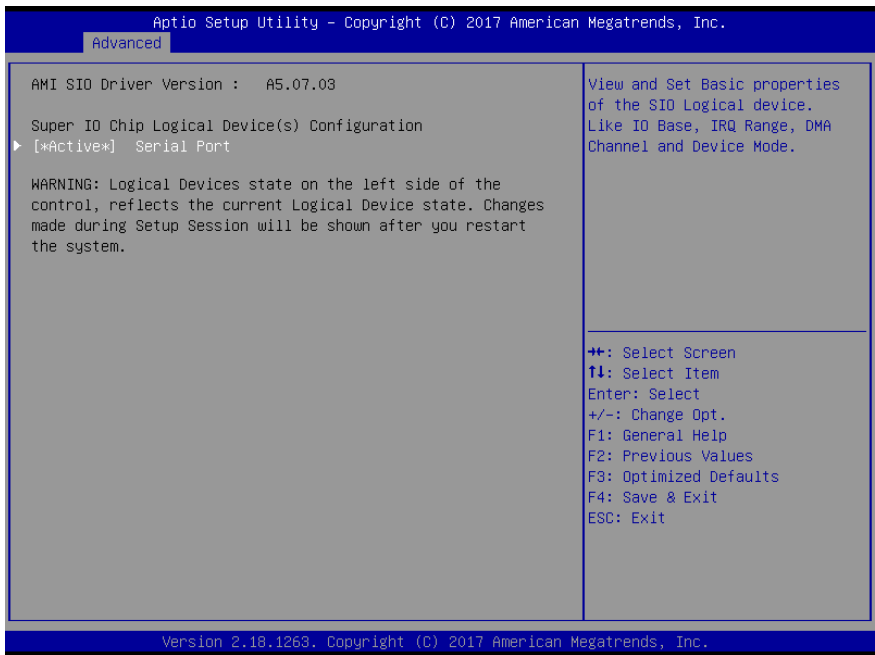 Aptio Setup Utility – Copyright (C) 2017 American Megatrends, Inc.
Advanced
AMI SIO Driver Version :   A5.07.03
Super IO Chip Logical Device(s) Configuration
[*Active*]   Serial Port
WARNING: Logical Devices state on the left side of the
control, reflects the current Logical Device state. Changes
made during Setup Session will be shown after you restart
the system.
View and Set Basic properties
of the SIO Logical device.
Like IO Base, IRQ Range, DMA
Channel and Device Mode.
→←: Select Screen
↑↓: Select Item
Enter: Select
+/-: Change Opt.
F1: General Help
F2: Previous Values
F3: Optimized Defaults
F4: Save & Exit
ESC: Exit
Version 2.18.1263. Copyright (C) 2017 American Megatrends, Inc.